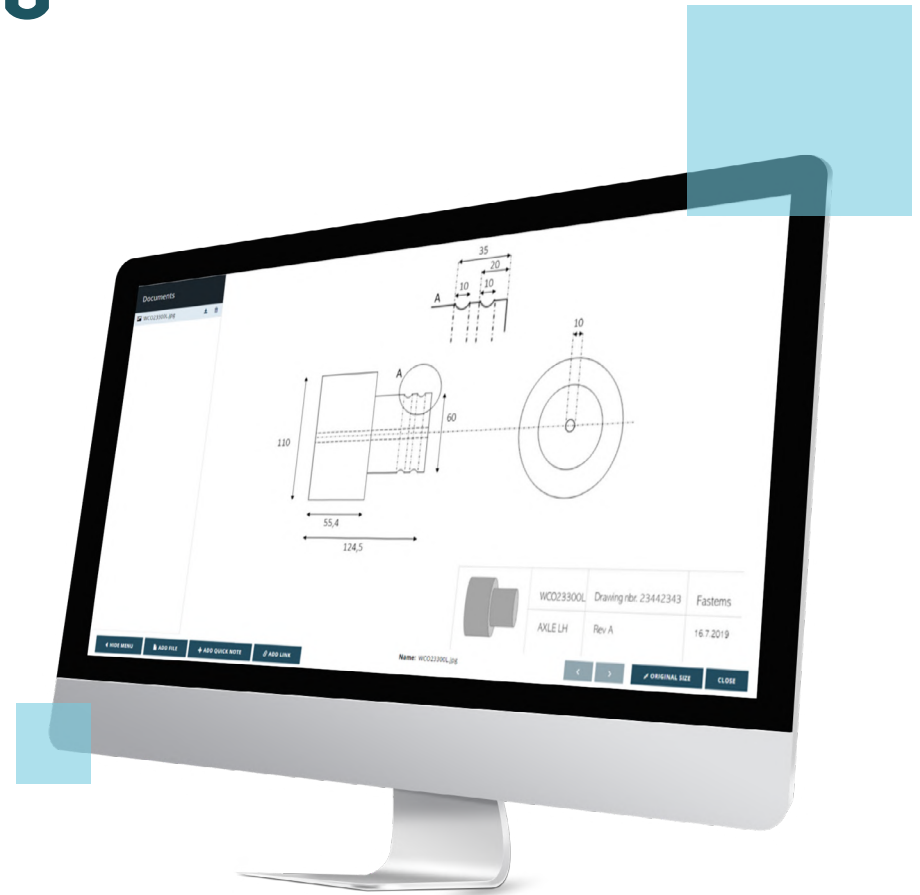 35
20
10 10
A
10
Documents
WCO23300L.jpg
A
60
110
55,4
124,5
WCO23300L Drawing nbr. 23442343 Fastems
AXLE LH Rev A 16.7.2019
HIDE MENU ADD FILE ADD QUICK NOTE ADD LINK
Name: WCO23300L.jpg
ORIGINAL SIZE CLOSE